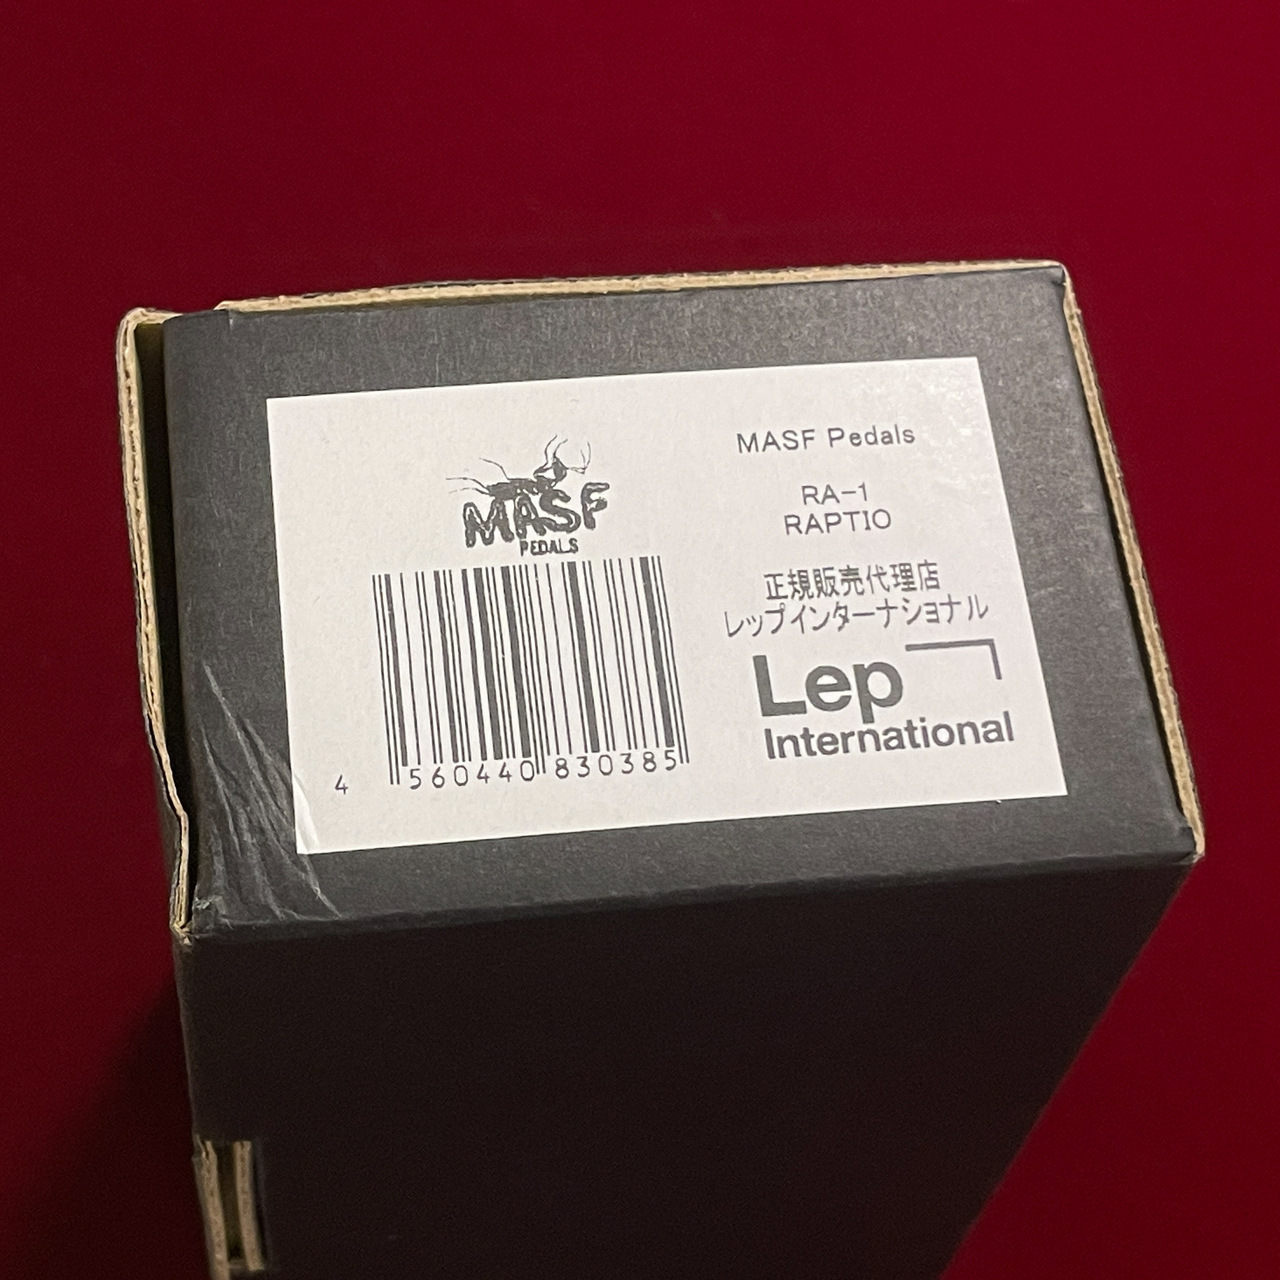 MASF
PEDALS
4 560440 830385
MASF Pedals
RA-1
RAPTIO
正規販売代理店
レップインターナショナル
Lep
International